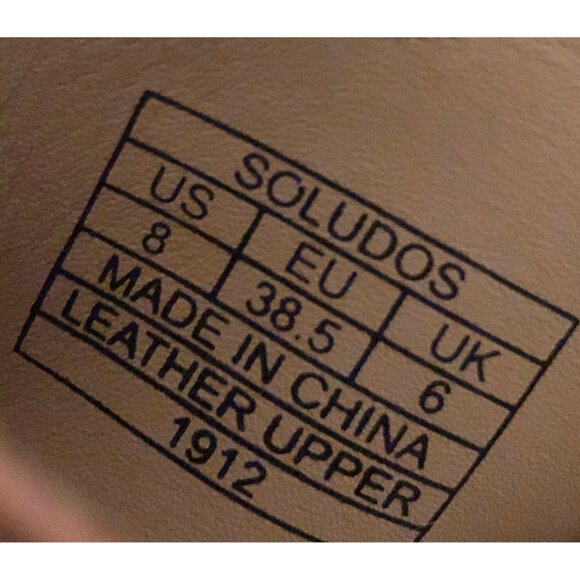 SOLUDOS
US EU UK
8 38.5 6
MADE IN CHINA
LEATHER UPPER
1912